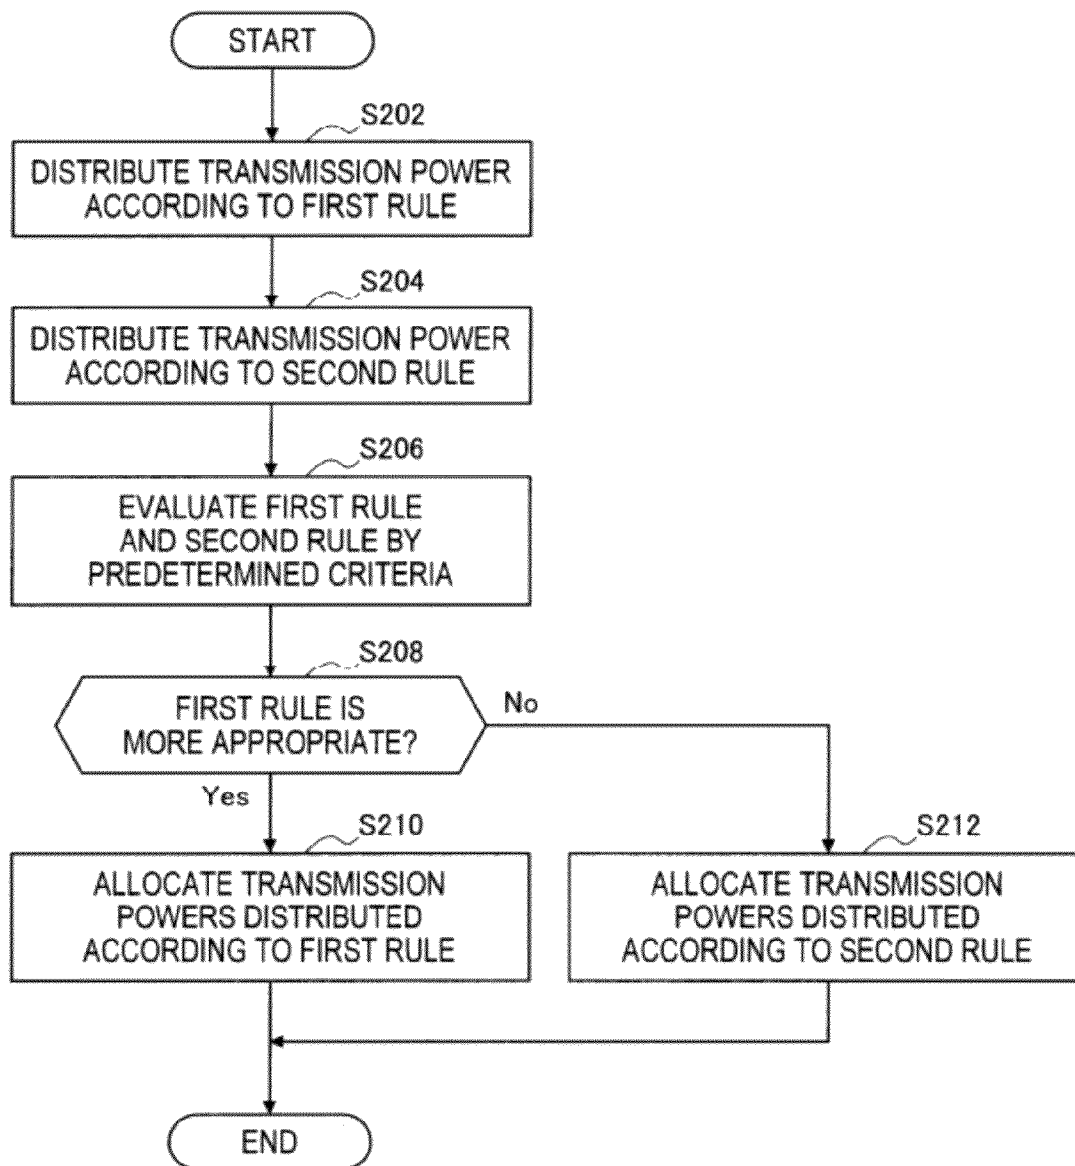 START
S202
DISTRIBUTE TRANSMISSION POWER
ACCORDING TO FIRST RULE
S204
DISTRIBUTE TRANSMISSION POWER
ACCORDING TO SECOND RULE
S206
EVALUATE FIRST RULE
AND SECOND RULE BY
PREDETERMINED CRITERIA
S208
FIRST RULE IS
MORE APPROPRIATE?
No
Yes
S210
ALLOCATE TRANSMISSION
POWERS DISTRIBUTED
ACCORDING TO FIRST RULE
S212
ALLOCATE TRANSMISSION
POWERS DISTRIBUTED
ACCORDING TO SECOND RULE
END